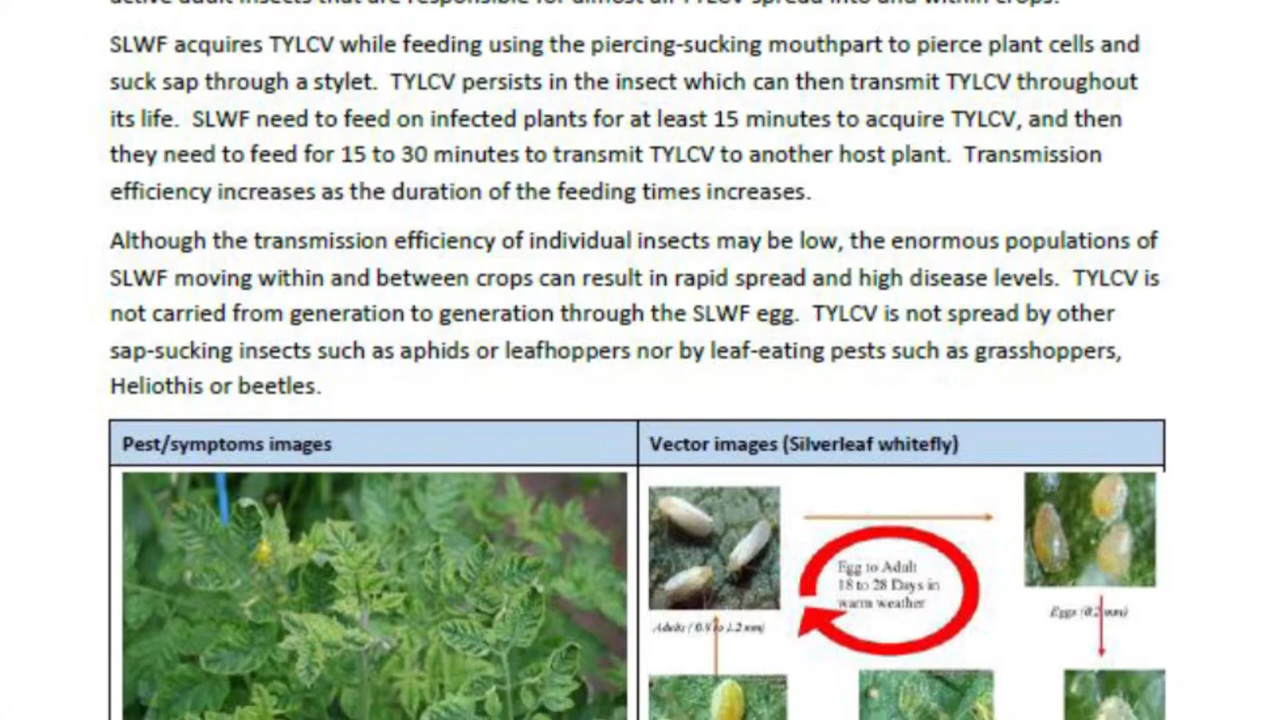 SLWF acquires TYLCV while feeding using the piercing-sucking mouthpart to pierce plant cells and
suck sap through a stylet.  TYLCV persists in the insect which can then transmit TYLCV throughout
its life.  SLWF need to feed on infected plants for at least 15 minutes to acquire TYLCV, and then
they need to feed for 15 to 30 minutes to transmit TYLCV to another host plant.  Transmission
efficiency increases as the duration of the feeding times increases.
Although the transmission efficiency of individual insects may be low, the enormous populations of
SLWF moving within and between crops can result in rapid spread and high disease levels.  TYLCV is
not carried from generation to generation through the SLWF egg.  TYLCV is not spread by other
sap-sucking insects such as aphids or leafhoppers nor by leaf-eating pests such as grasshoppers,
Heliothis or beetles.
Pest/symptoms images
Vector images (Silverleaf whitefly)
Egg to Adult
18 to 28 Days in
warm weather
Adults
Eggs